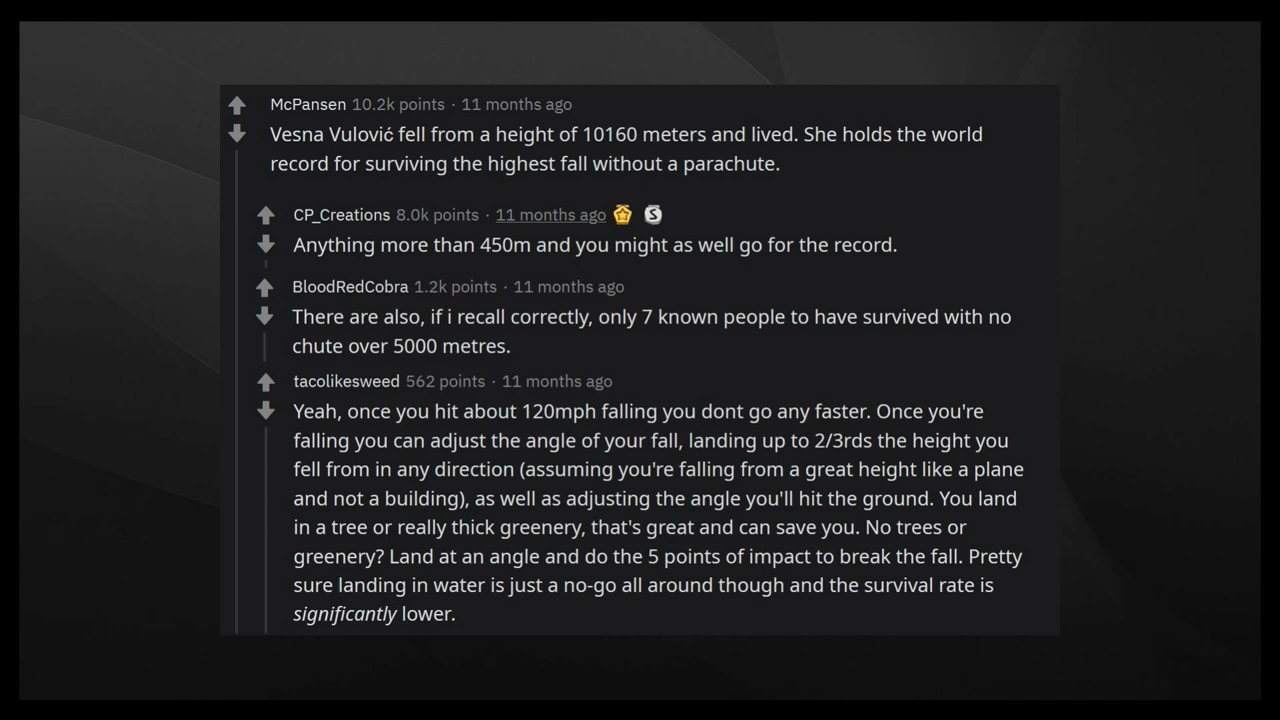 McPansen 10.2k points · 11 months ago
Vesna Vulović fell from a height of 10160 meters and lived. She holds the world
record for surviving the highest fall without a parachute.
CP_Creations 8.0k points · 11 months ago
Anything more than 450m and you might as well go for the record.
BloodRedCobra 1.2k points · 11 months ago
There are also, if i recall correctly, only 7 known people to have survived with no
chute over 5000 metres.
tacolikesweed 562 points · 11 months ago
Yeah, once you hit about 120mph falling you dont go any faster. Once you're
falling you can adjust the angle of your fall, landing up to 2/3rds the height you
fell from in any direction (assuming you're falling from a great height like a plane
and not a building), as well as adjusting the angle you'll hit the ground. You land
in a tree or really thick greenery, that's great and can save you. No trees or
greenery? Land at an angle and do the 5 points of impact to break the fall. Pretty
sure landing in water is just a no-go all around though and the survival rate is
significantly lower.